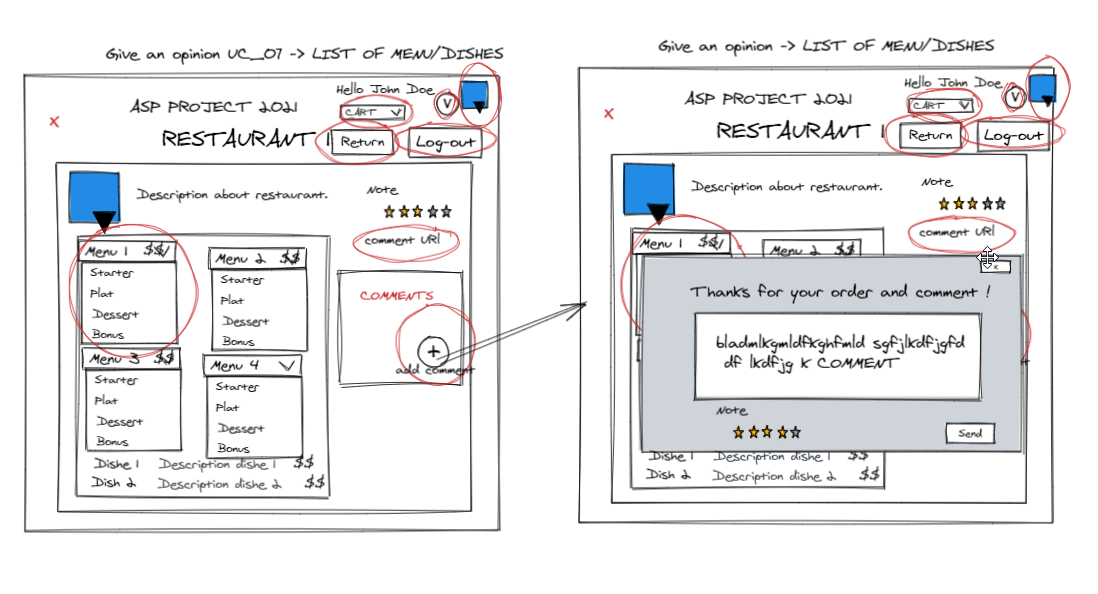 Give an opinion UC_07 -> LIST OF MENU/DISHES
Hello John Doe
V
ASP PROJECT 2021
CART V
x
RESTAURANT 1
Return
Log-out
Description about restaurant.
Note
comment URl
Menu 1 $$
Starter
Plat
Dessert
Bonus
Menu 2 $$
Starter
Plat
Dessert
Bonus
Menu 3 $$
Starter
Plat
Dessert
Bonus
Menu 4
Starter
Plat
Dessert
Bonus
Dishe 1 Description dishe 1 $$
Dish 2 Description dishe 2 $$
COMMENTS
+
add comment
Give an opinion -> LIST OF MENU/DISHES
Hello John Doe
V
ASP PROJECT 2021
CART V
x
RESTAURANT 1
Return
Log-out
Description about restaurant.
Note
comment URl
Menu 1 $$
Menu 2 $$
x
Thanks for your order and comment !
bladmlkgmldfkghfmld sgfjlkdfjgfd
df lkdfjg k COMMENT
Note
Send
Dishe 1 Description dishe 1 $$
Dish 2 Description dishe 2 $$